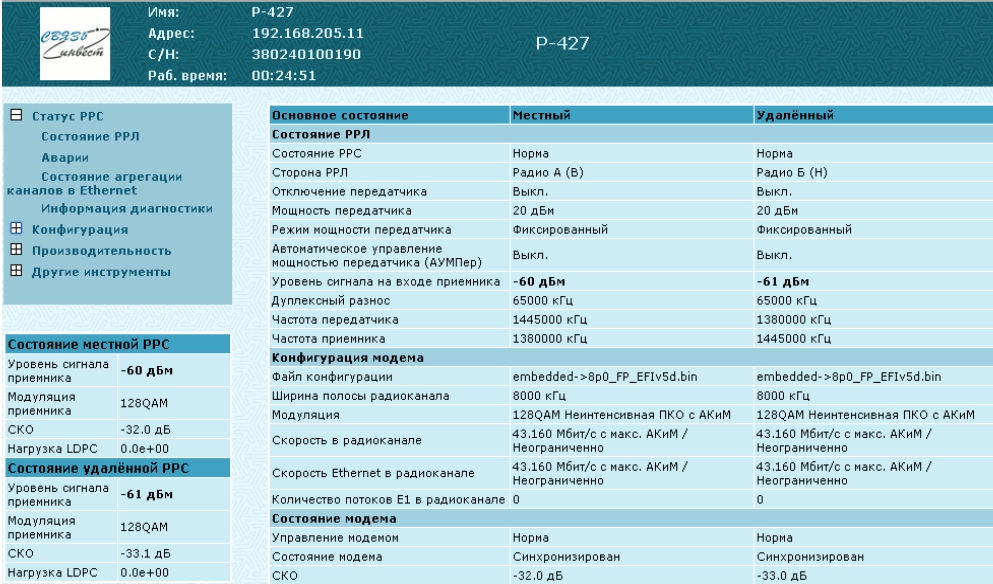 СВЯЗЬ
инвест
Имя: Р-427
Адрес: 192.168.205.11
С/Н: 380240100190
Раб. время: 00:24:51
Р-427
Статус РРС
Состояние РРЛ
Аварии
Состояние агрегации
каналов в Ethernet
Информация диагностики
Конфигурация
Производительность
Другие инструменты
Состояние местной РРС
Уровень сигнала
приемника
-60 дБм
Модуляция
приемника
128QAM
СКО -32.0 дБ
Нагрузка LDPC 0.0e+00
Состояние удалённой РРС
Уровень сигнала
приемника
-61 дБм
Модуляция
приемника
128QAM
СКО -33.1 дБ
Нагрузка LDPC 0.0e+00
Основное состояние Местный Удалённый
Состояние РРЛ
Состояние РРС Норма Норма
Сторона РРЛ Радио А (В) Радио Б (Н)
Отключение передатчика Выкл. Выкл.
Мощность передатчика 20 дБм 20 дБм
Режим мощности передатчика Фиксированный Фиксированный
Автоматическое управление
мощностью передатчика (АУМПер)
Выкл. Выкл.
Уровень сигнала на входе приемника -60 дБм -61 дБм
Дуплексный разнос 65000 кГц 65000 кГц
Частота передатчика 1445000 кГц 1380000 кГц
Частота приемника 1380000 кГц 1445000 кГц
Конфигурация модема
Файл конфигурации embedded->8p0_FP_EFIv5d.bin embedded->8p0_FP_EFIv5d.bin
Ширина полосы радиоканала 8000 кГц 8000 кГц
Модуляция 128QAM Неинтенсивная ПКО с АКиМ 128QAM Неинтенсивная ПКО с АКиМ
Скорость в радиоканале
43.160 Мбит/с с макс. АКиМ / 43.160 Мбит/с с макс. АКиМ /
Неограниченно Неограниченно
Скорость Ethernet в радиоканале
43.160 Мбит/с с макс. АКиМ / 43.160 Мбит/с с макс. АКиМ /
Неограниченно Неограниченно
Количество потоков Е1 в радиоканале 0 0
Состояние модема
Управление модемом Норма Норма
Состояние модема Синхронизирован Синхронизирован
СКО -32.0 дБ -33.0 дБ